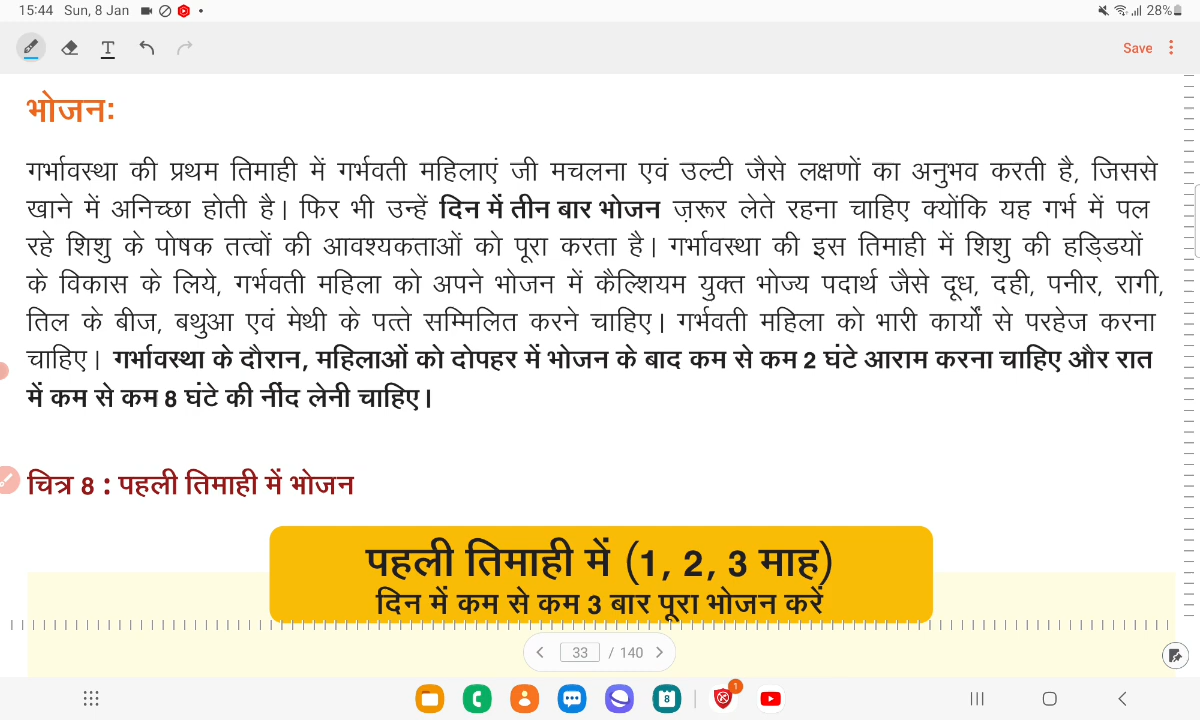 15:44 Sun, 8 Jan
28%
T
Save
भोजनः
गर्भावस्था की प्रथम तिमाही में गर्भवती महिलाएं जी मचलना एवं उल्टी जैसे लक्षणों का अनुभव करती है, जिससे
खाने में अनिच्छा होती है। फिर भी उन्हें दिन में तीन बार भोजन ज़रूर लेते रहना चाहिए क्योंकि यह गर्भ में पल
रहे शिशु के पोषक तत्वों की आवश्यकताओं को पूरा करता है। गर्भावस्था की इस तिमाही में शिशु की हड्डियों
के विकास के लिये, गर्भवती महिला को अपने भोजन में कैल्शियम युक्त भोज्य पदार्थ जैसे दूध, दही, पनीर, रागी,
तिल के बीज, बथुआ एवं मेथी के पत्ते सम्मिलित करने चाहिए। गर्भवती महिला को भारी कार्यों से परहेज करना
चाहिए। गर्भावस्था के दौरान, महिलाओं को दोपहर में भोजन के बाद कम से कम 2 घंटे आराम करना चाहिए और रात
में कम से कम 8 घंटे की नींद लेनी चाहिए।
चित्र 8 : पहली तिमाही में भोजन
पहली तिमाही में (1, 2, 3 माह)
दिन में कम से कम 3 बार पूरा भोजन करें
33 / 140
8
1